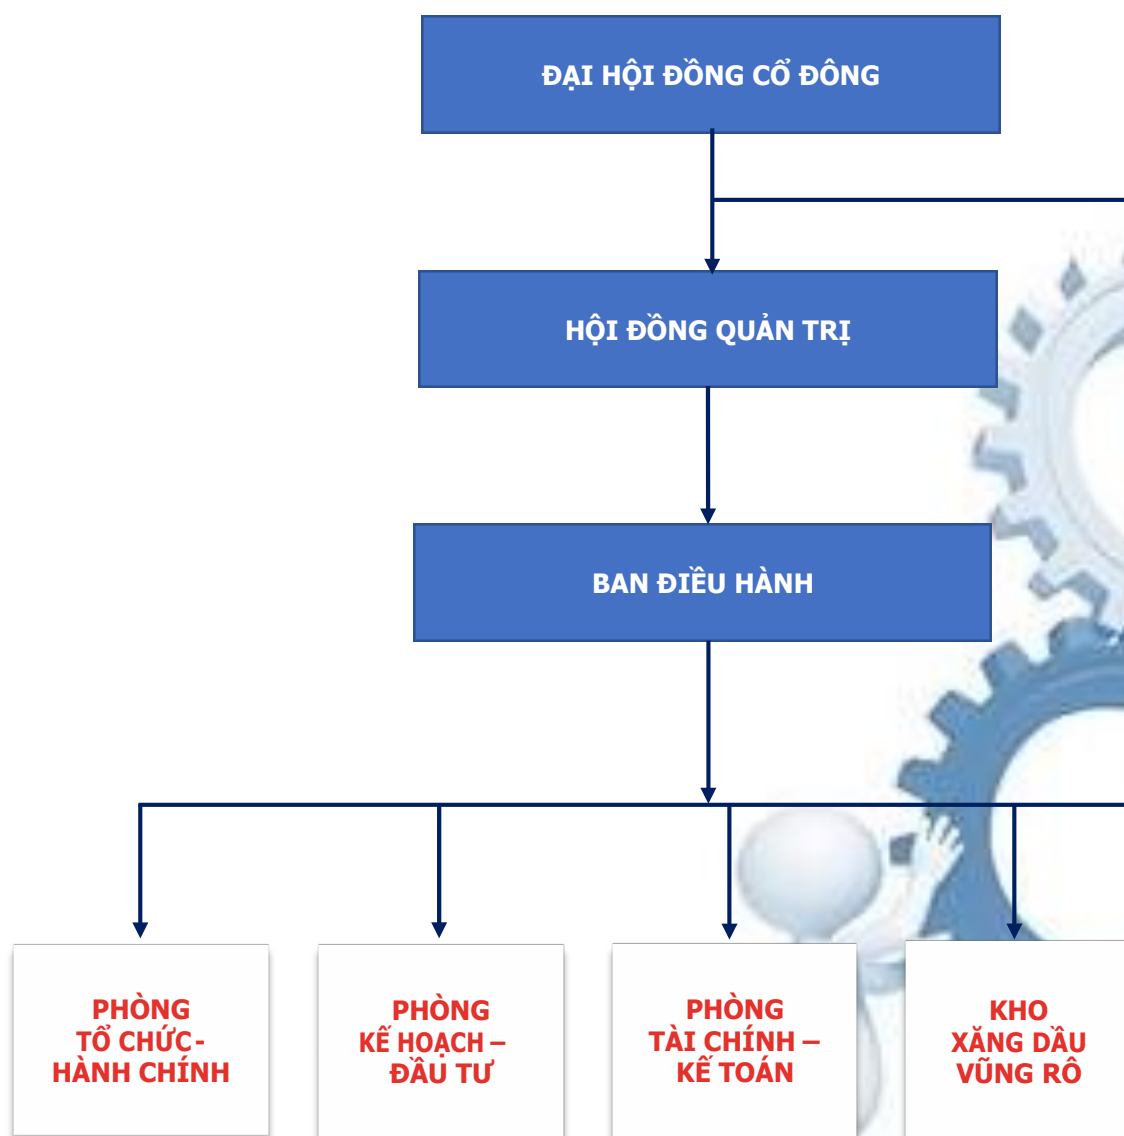 ĐẠI HỘI ĐỒNG CỔ ĐÔNG
HỘI ĐỒNG QUẢN TRỊ
BAN ĐIỀU HÀNH
PHÒNG
TỔ CHỨC-
HÀNH CHÍNH
PHÒNG
KẾ HOẠCH –
ĐẦU TƯ
PHÒNG
TÀI CHÍNH –
KẾ TOÁN
KHO
XĂNG DẦU
VŨNG RÔ